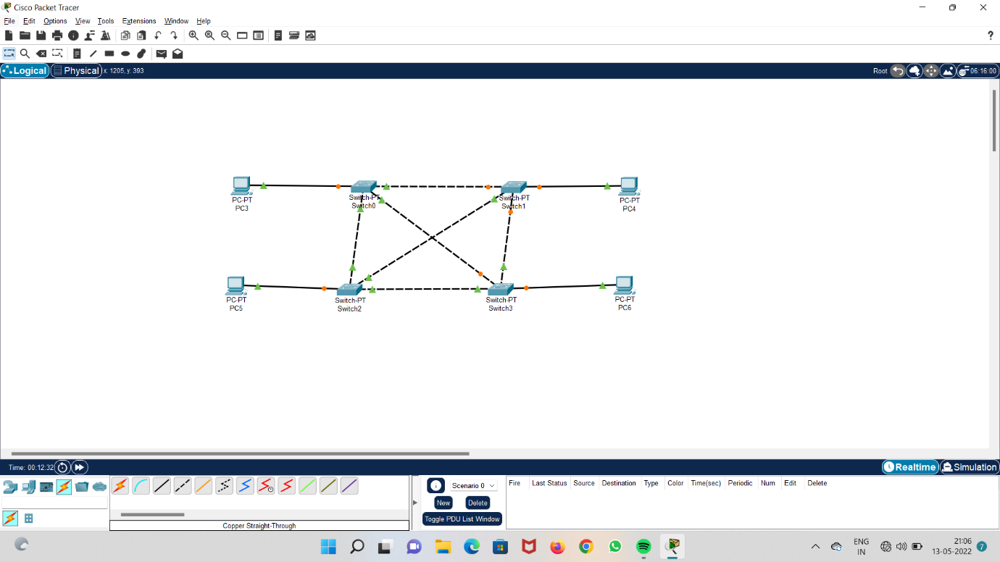 Cisco Packet Tracer
File Edit Options View Tools Extensions Window Help
Logical Physical x: 1205, y: 393 Root 06:16:00
PC-PT
PC3
Switch-PT
Switch0
Switch-PT
Switch1
PC-PT
PC4
PC-PT
PC5
Switch-PT
Switch2
Switch-PT
Switch3
PC-PT
PC6
Time: 00:12:32 Realtime Simulation
Scenario 0
New Delete
Toggle PDU List Window
Fire Last Status Source Destination Type Color Time(sec) Periodic Num Edit Delete
Copper Straight-Through
ENG
IN
21:06
13-05-2022
7